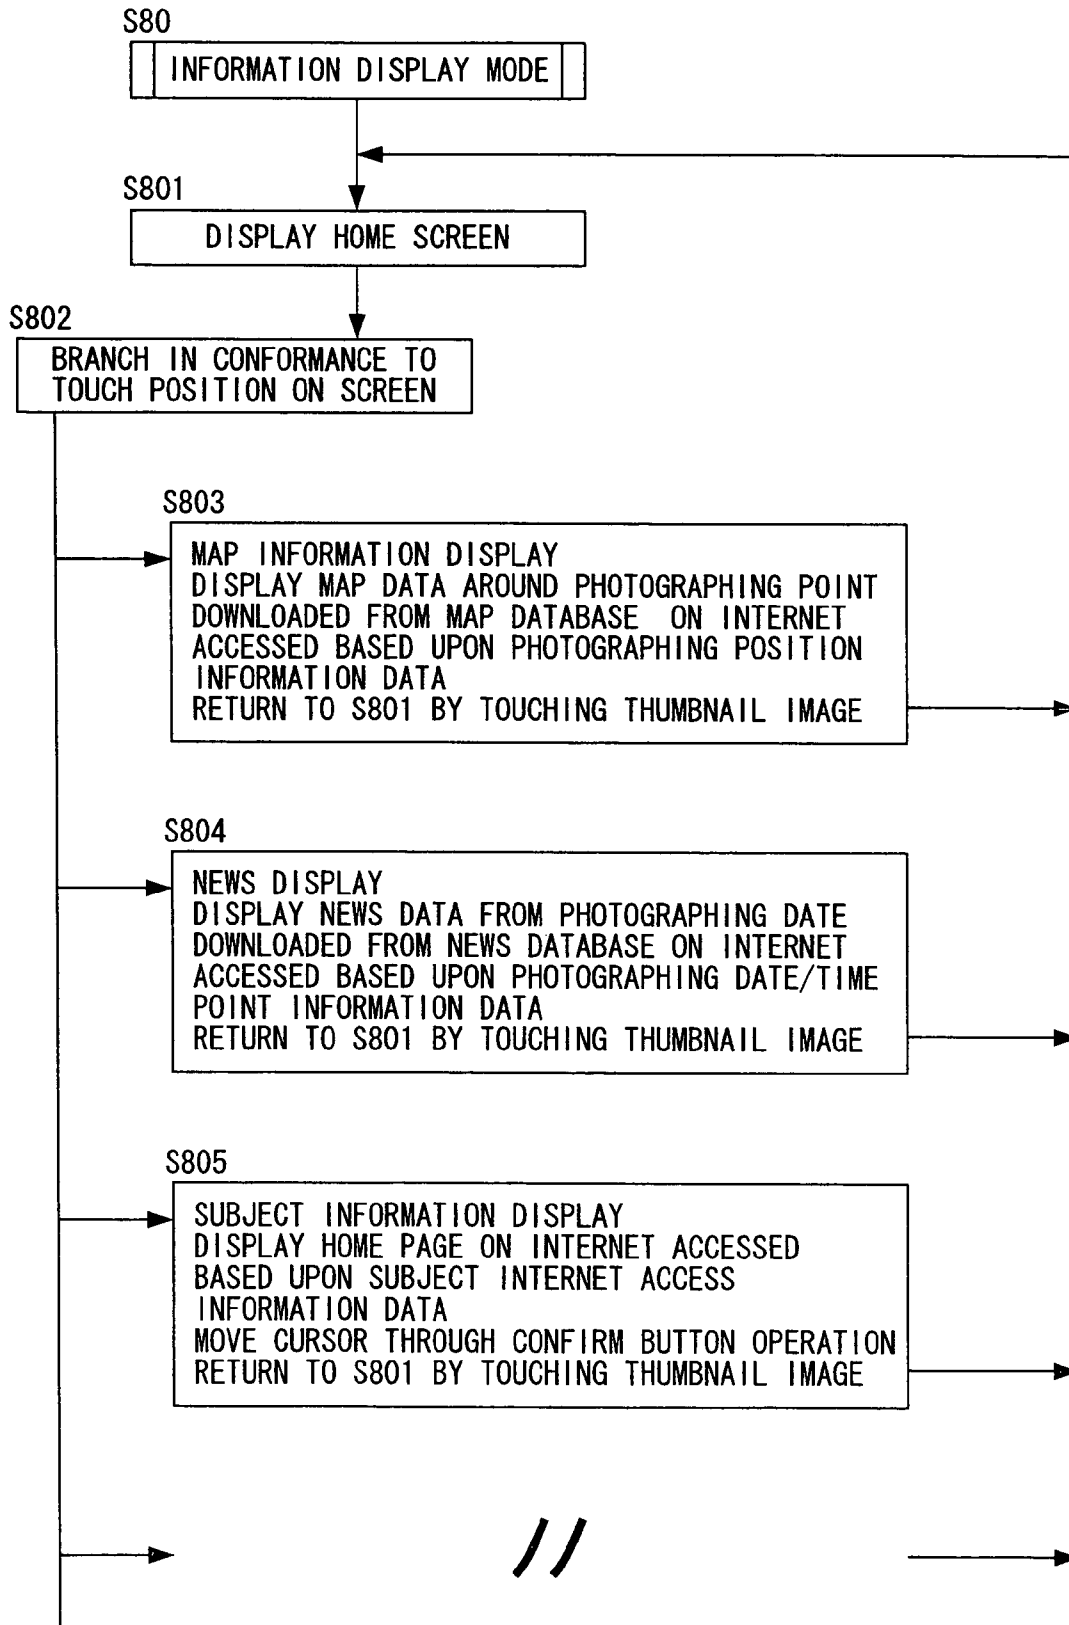 S80
INFORMATION DISPLAY MODE
S801
DISPLAY HOME SCREEN
S802
BRANCH IN CONFORMANCE TO
TOUCH POSITION ON SCREEN
S803
MAP INFORMATION DISPLAY
DISPLAY MAP DATA AROUND PHOTOGRAPHING POINT
DOWNLOADED FROM MAP DATABASE ON INTERNET
ACCESSED BASED UPON PHOTOGRAPHING POSITION
INFORMATION DATA
RETURN TO S801 BY TOUCHING THUMBNAIL IMAGE
S804
NEWS DISPLAY
DISPLAY NEWS DATA FROM PHOTOGRAPHING DATE
DOWNLOADED FROM NEWS DATABASE ON INTERNET
ACCESSED BASED UPON PHOTOGRAPHING DATE/TIME
POINT INFORMATION DATA
RETURN TO S801 BY TOUCHING THUMBNAIL IMAGE
S805
SUBJECT INFORMATION DISPLAY
DISPLAY HOME PAGE ON INTERNET ACCESSED
BASED UPON SUBJECT INTERNET ACCESS
INFORMATION DATA
MOVE CURSOR THROUGH CONFIRM BUTTON OPERATION
RETURN TO S801 BY TOUCHING THUMBNAIL IMAGE